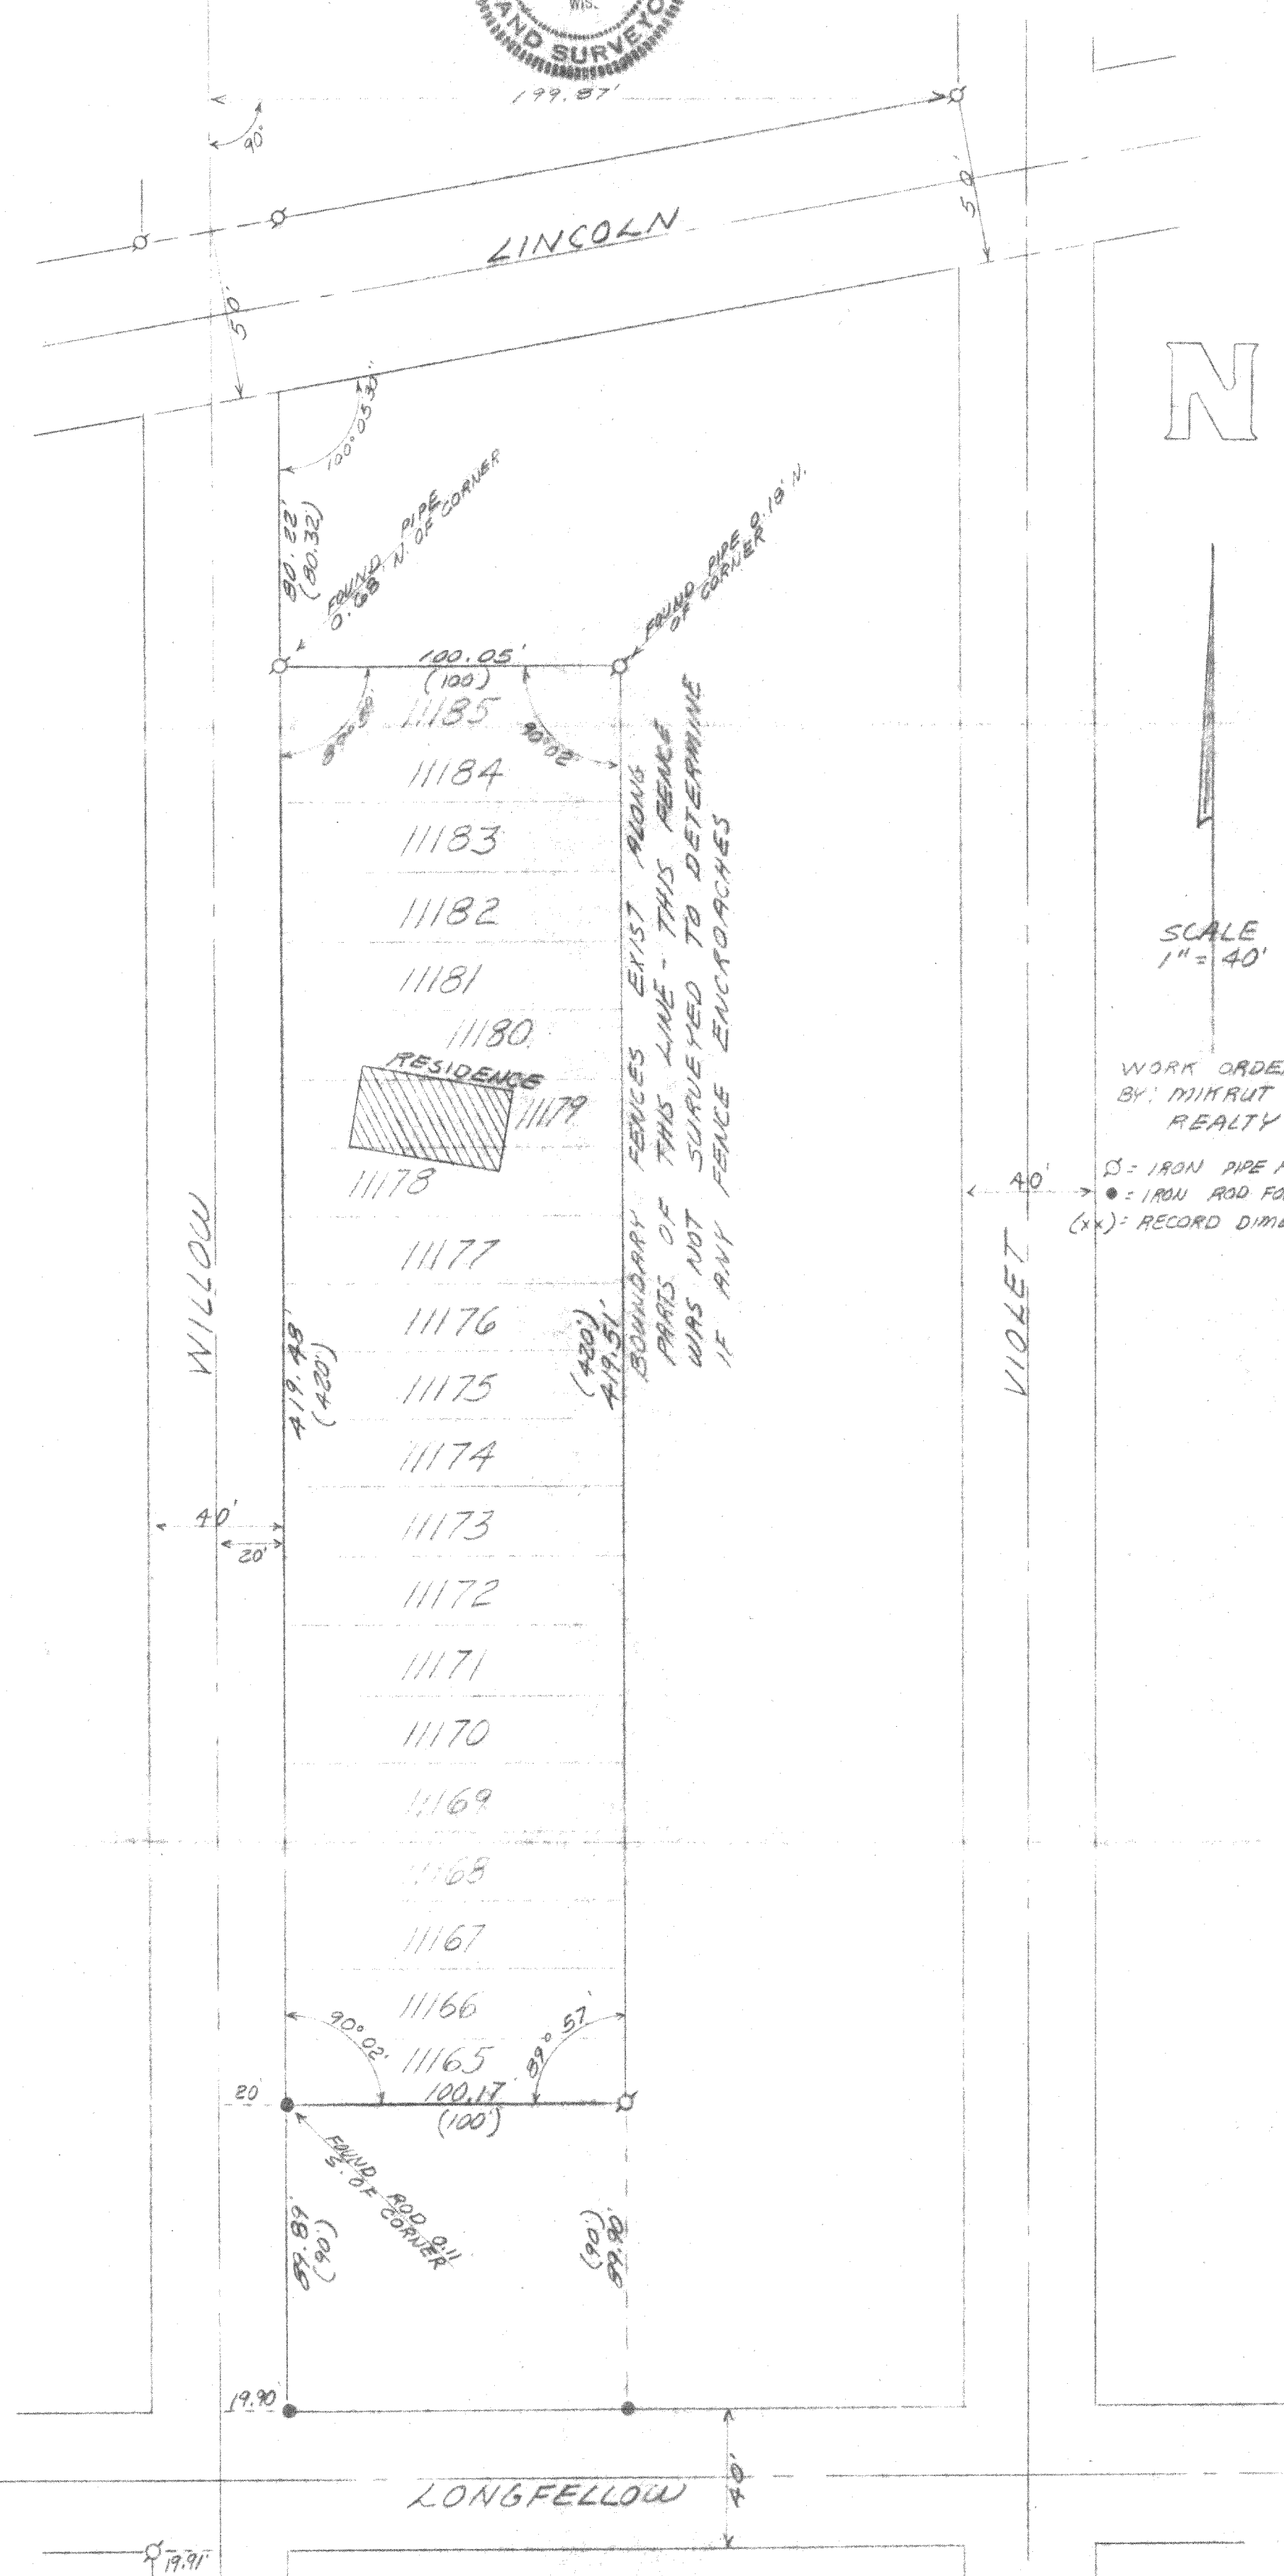 WIS.
LAND SURVEYOR
199.87'
90°
50'
LINCOLN
50'
100°05'30"
80.22'
(80.32)
FOUND PIPE
0.68' N. OF CORNER
FOUND PIPE 0.18' N.
OF CORNER
N
100.05'
(100)
90°02'
11185
11184
11183
11182
11181
11180
RESIDENCE
11179
11178
11177
11176
11175
11174
11173
11172
11171
11170
11169
11168
11167
11166
11165
BOUNDARY FENCES EXIST ALONG
PARTS OF THIS LINE - THIS FENCE
WAS NOT SURVEYED TO DETERMINE
IF ANY FENCE ENCROACHES
SCALE
1" = 40'
WORK ORDE
BY: MIKRUT
REALTY
Ø = IRON PIPE
● = IRON ROD FO
(xx) = RECORD DIM
40'
WILLOW
VIOLET
419.48'
(420')
(420')
419.51'
40'
20'
90°02'
89°57'
20'
100.17'
(100')
FOUND ROD 0.11
S. OF CORNER
89.89'
(90')
(90')
89.90'
19.90'
LONGFELLOW
40'
19.91'